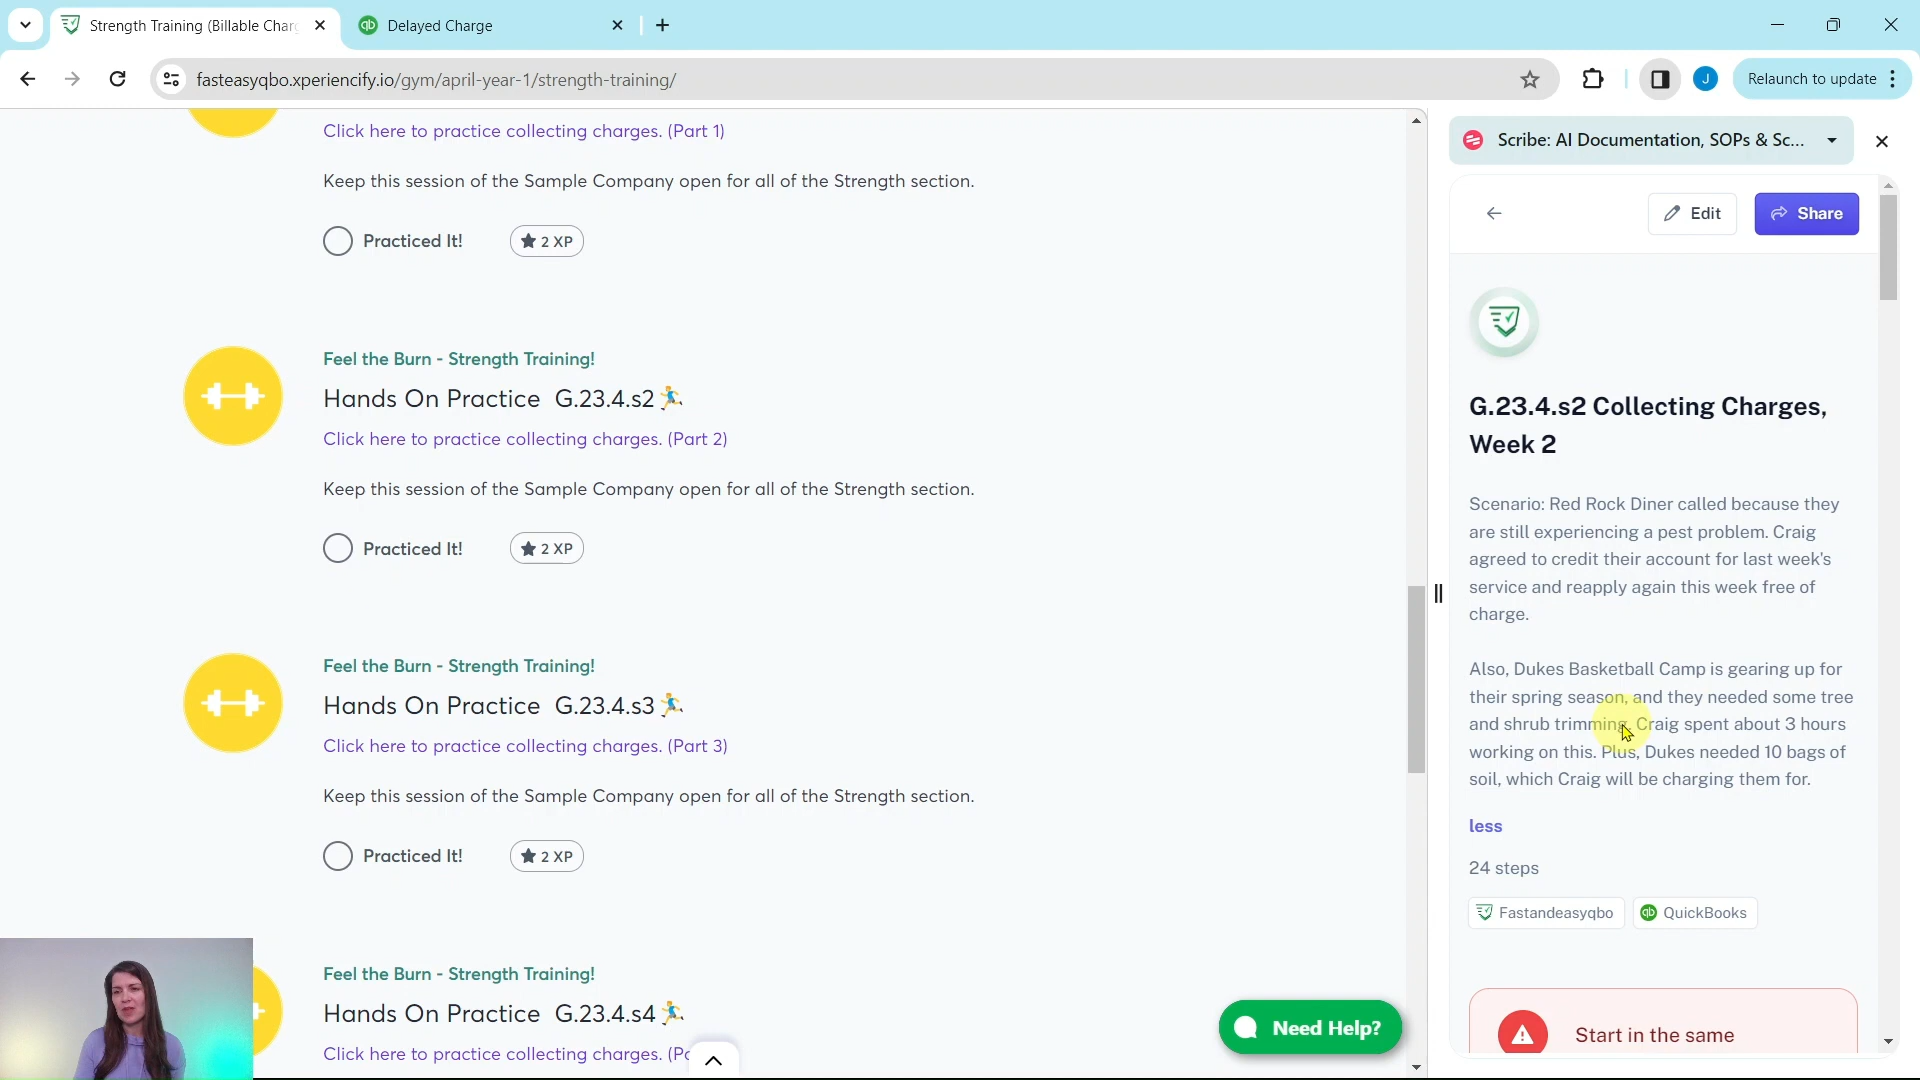 Strength Training (Billable Char
Delayed Charge
fasteasyqbo.xperiencify.io/gym/april-year-1/strength-training/
J
Relaunch to update
Click here to practice collecting charges. (Part 1)
Keep this session of the Sample Company open for all of the Strength section.
Practiced It!
2 XP
Feel the Burn - Strength Training!
Hands On Practice G.23.4.s2
Click here to practice collecting charges. (Part 2)
Keep this session of the Sample Company open for all of the Strength section.
Practiced It!
2 XP
Feel the Burn - Strength Training!
Hands On Practice G.23.4.s3
Click here to practice collecting charges. (Part 3)
Keep this session of the Sample Company open for all of the Strength section.
Practiced It!
2 XP
Feel the Burn - Strength Training!
Hands On Practice G.23.4.s4
Click here to practice collecting charges.
Need Help?
Scribe: AI Documentation, SOPs & Sc...
Edit
Share
G.23.4.s2 Collecting Charges,
Week 2
Scenario: Red Rock Diner called because they
are still experiencing a pest problem. Craig
agreed to credit their account for last week's
service and reapply again this week free of
charge.
Also, Dukes Basketball Camp is gearing up for
their spring season, and they needed some tree
and shrub trimming. Craig spent about 3 hours
working on this. Plus, Dukes needed 10 bags of
soil, which Craig will be charging them for.
less
24 steps
Fastandeasyqbo
QuickBooks
Start in the same